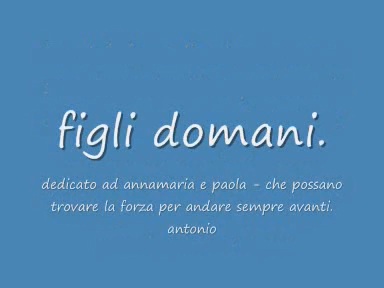 figli domani.
dedicato ad annamaria e paola - che possano
trovare la forza per andare sempre avanti.
antonio